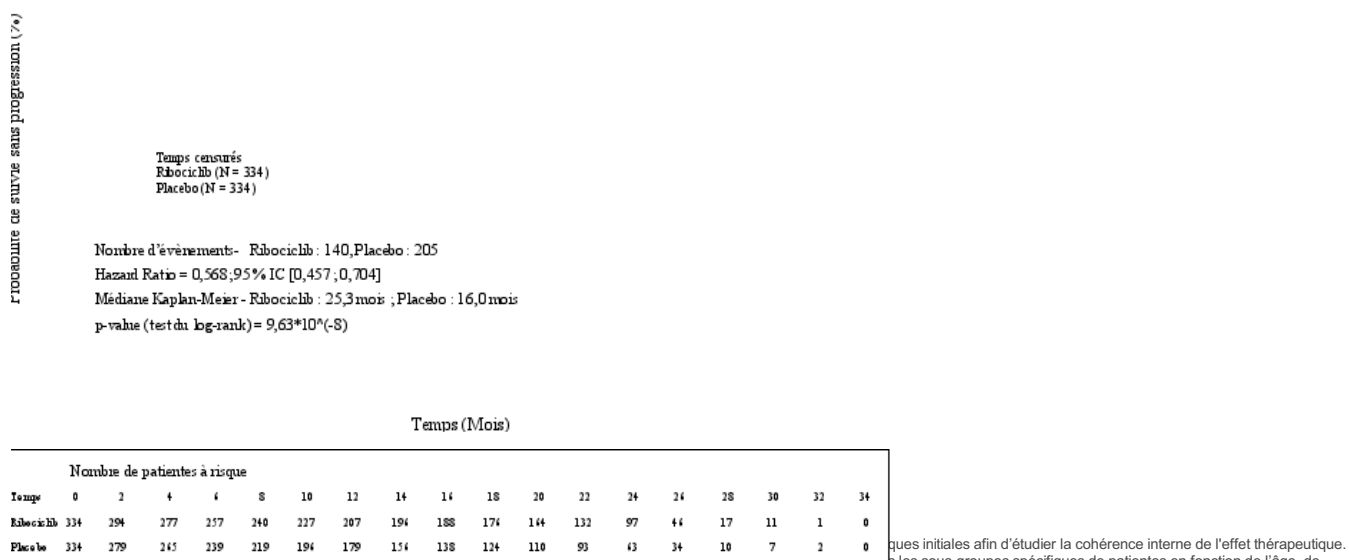 Probabilité de survie sans progression (%)
Temps censurés
Ribociclib (N = 334)
Placebo (N = 334)
Nombre d'évènements- Ribociclib : 140,Placebo : 205
Hazard Ratio = 0,568;95% IC [0,457 ; 0,704]
Médiane Kaplan-Meier - Ribociclib : 25,3 mois ; Placebo : 16,0 mois
p-value (test du log-rank) = 9,63*10^(-8)
Temps (Mois)
Nombre de patientes à risque
Temps 0 2 4 6 8 10 12 14 16 18 20 22 24 26 28 30 32 34
Ribociclib 334 294 277 257 240 227 207 196 188 176 164 132 97 46 17 11 1 0
Placebo 334 279 265 239 219 196 179 156 138 124 110 93 63 34 10 7 2 0
ques initiales afin d'étudier la cohérence interne de l'effet thérapeutique.
les sous-groupes spécifiques de patientes en fonction de l'âge, de